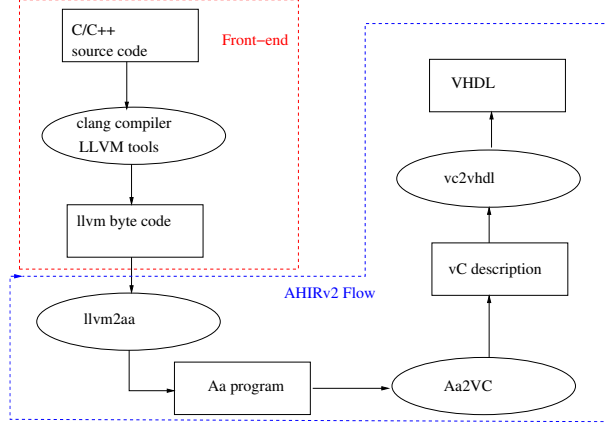 C/C++
source code
Front−end
clang compiler
LLVM tools
llvm byte code
llvm2aa
Aa program
Aa2VC
vC description
vc2vhdl
VHDL
AHIRv2 Flow